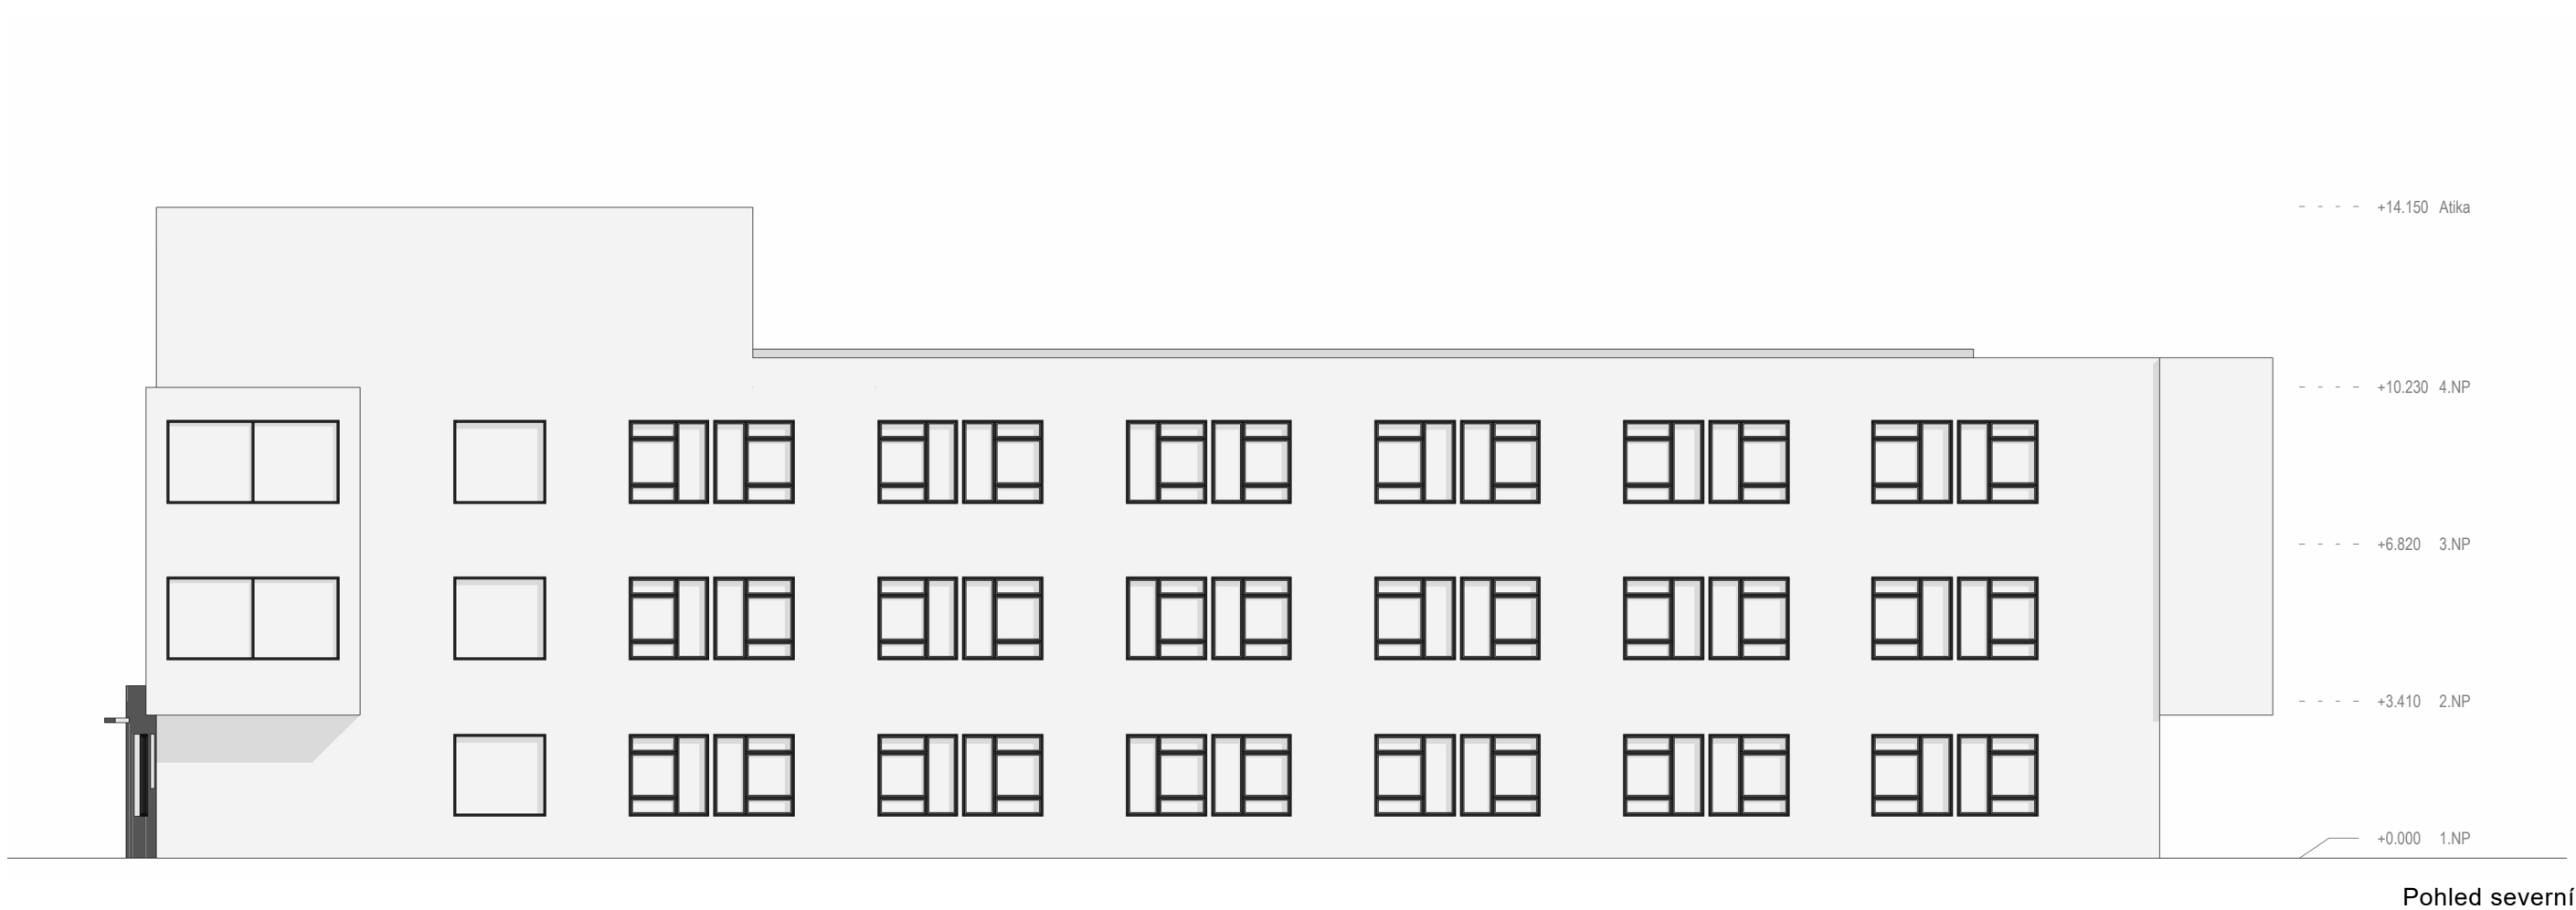 +14.150 Atika
+10.230 4.NP
+6.820 3.NP
+3.410 2.NP
+0.000 1.NP
Pohled severní